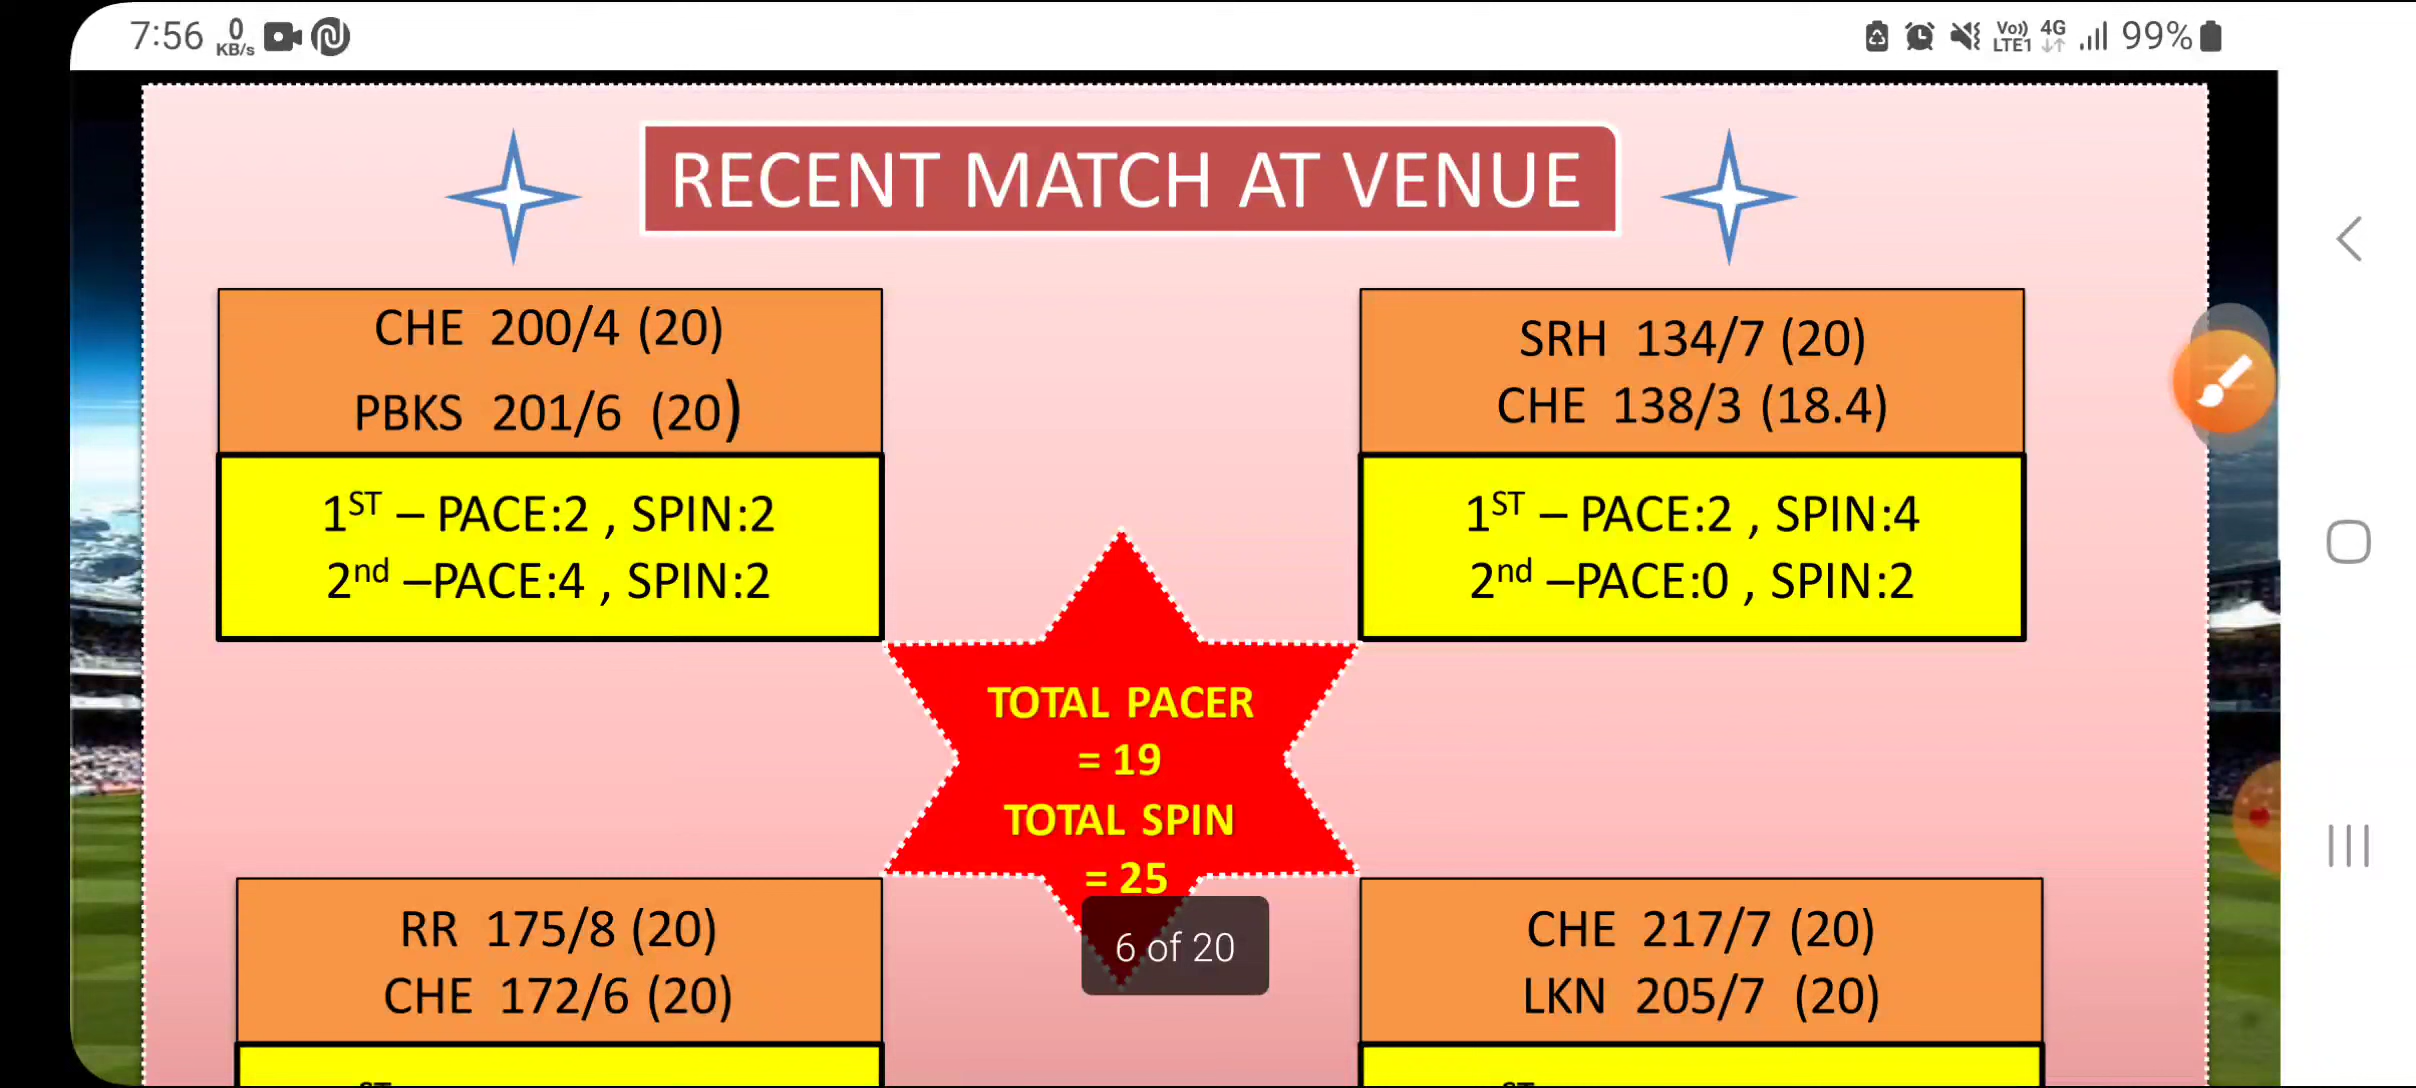 7:56 0 KB/s Vo)) LTE1 4G 99%
RECENT MATCH AT VENUE
CHE 200/4 (20)
PBKS 201/6 (20)
1ST – PACE:2 , SPIN:2
2nd –PACE:4 , SPIN:2
SRH 134/7 (20)
CHE 138/3 (18.4)
1ST – PACE:2 , SPIN:4
2nd –PACE:0 , SPIN:2
TOTAL PACER
= 19
TOTAL SPIN
= 25
6 of 20
RR 175/8 (20)
CHE 172/6 (20)
CHE 217/7 (20)
LKN 205/7 (20)